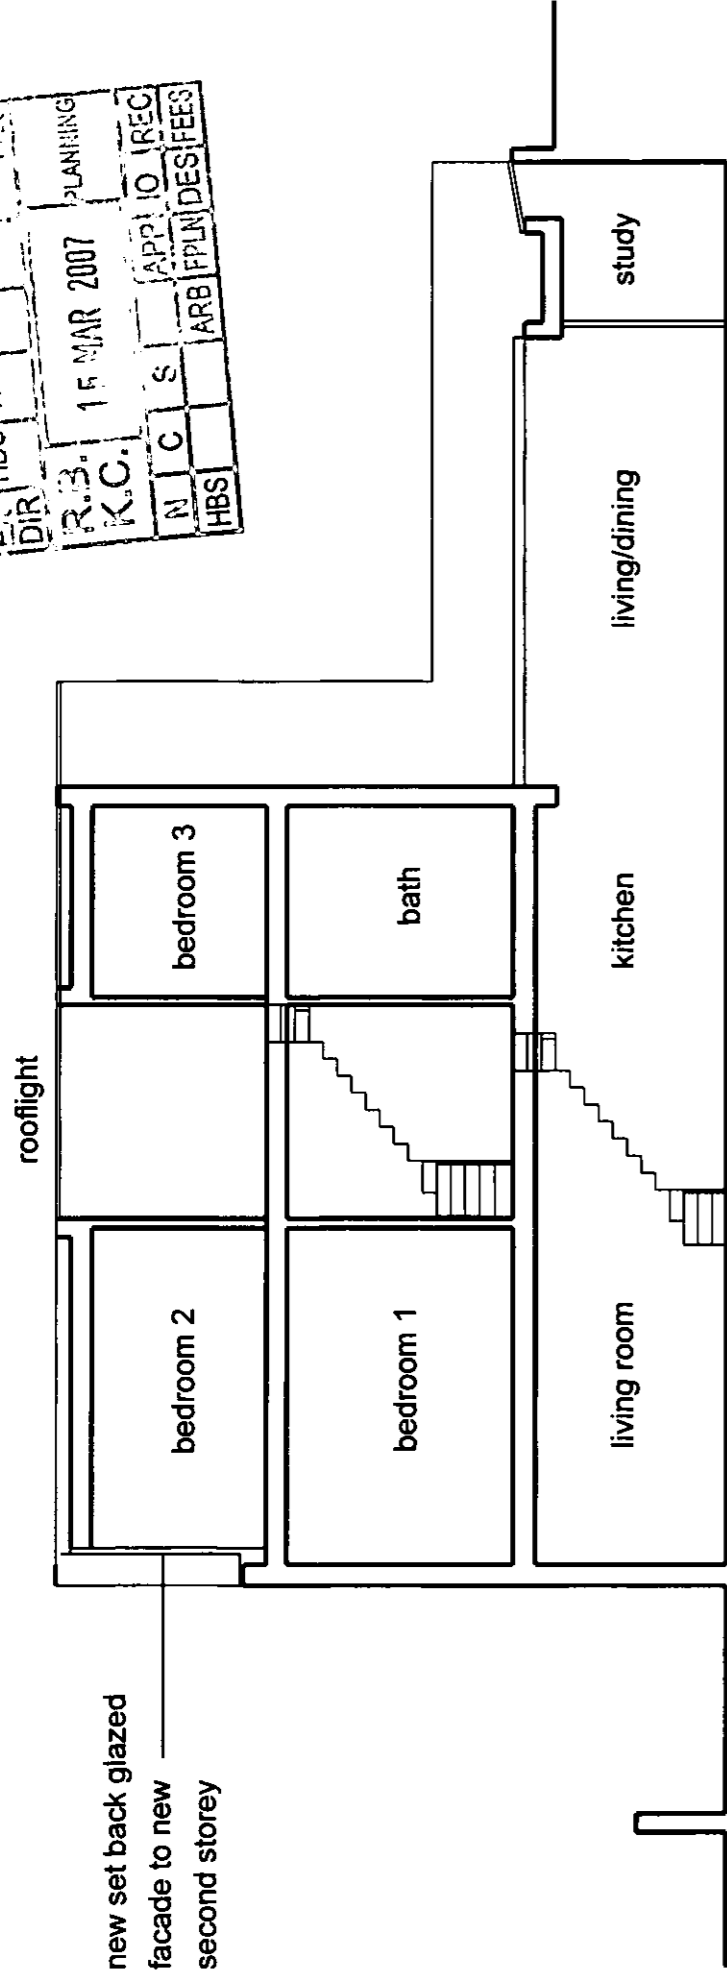 new set back glazed
facade to new
second storey
rooflight
bedroom 2
bedroom 3
bedroom 1
bath
living room
kitchen
living/dining
study
DIR
R.B.
K.C.
MAR 2007
PLANNING
N C S APP IO REC
HBS ARB FPLN DES FEES